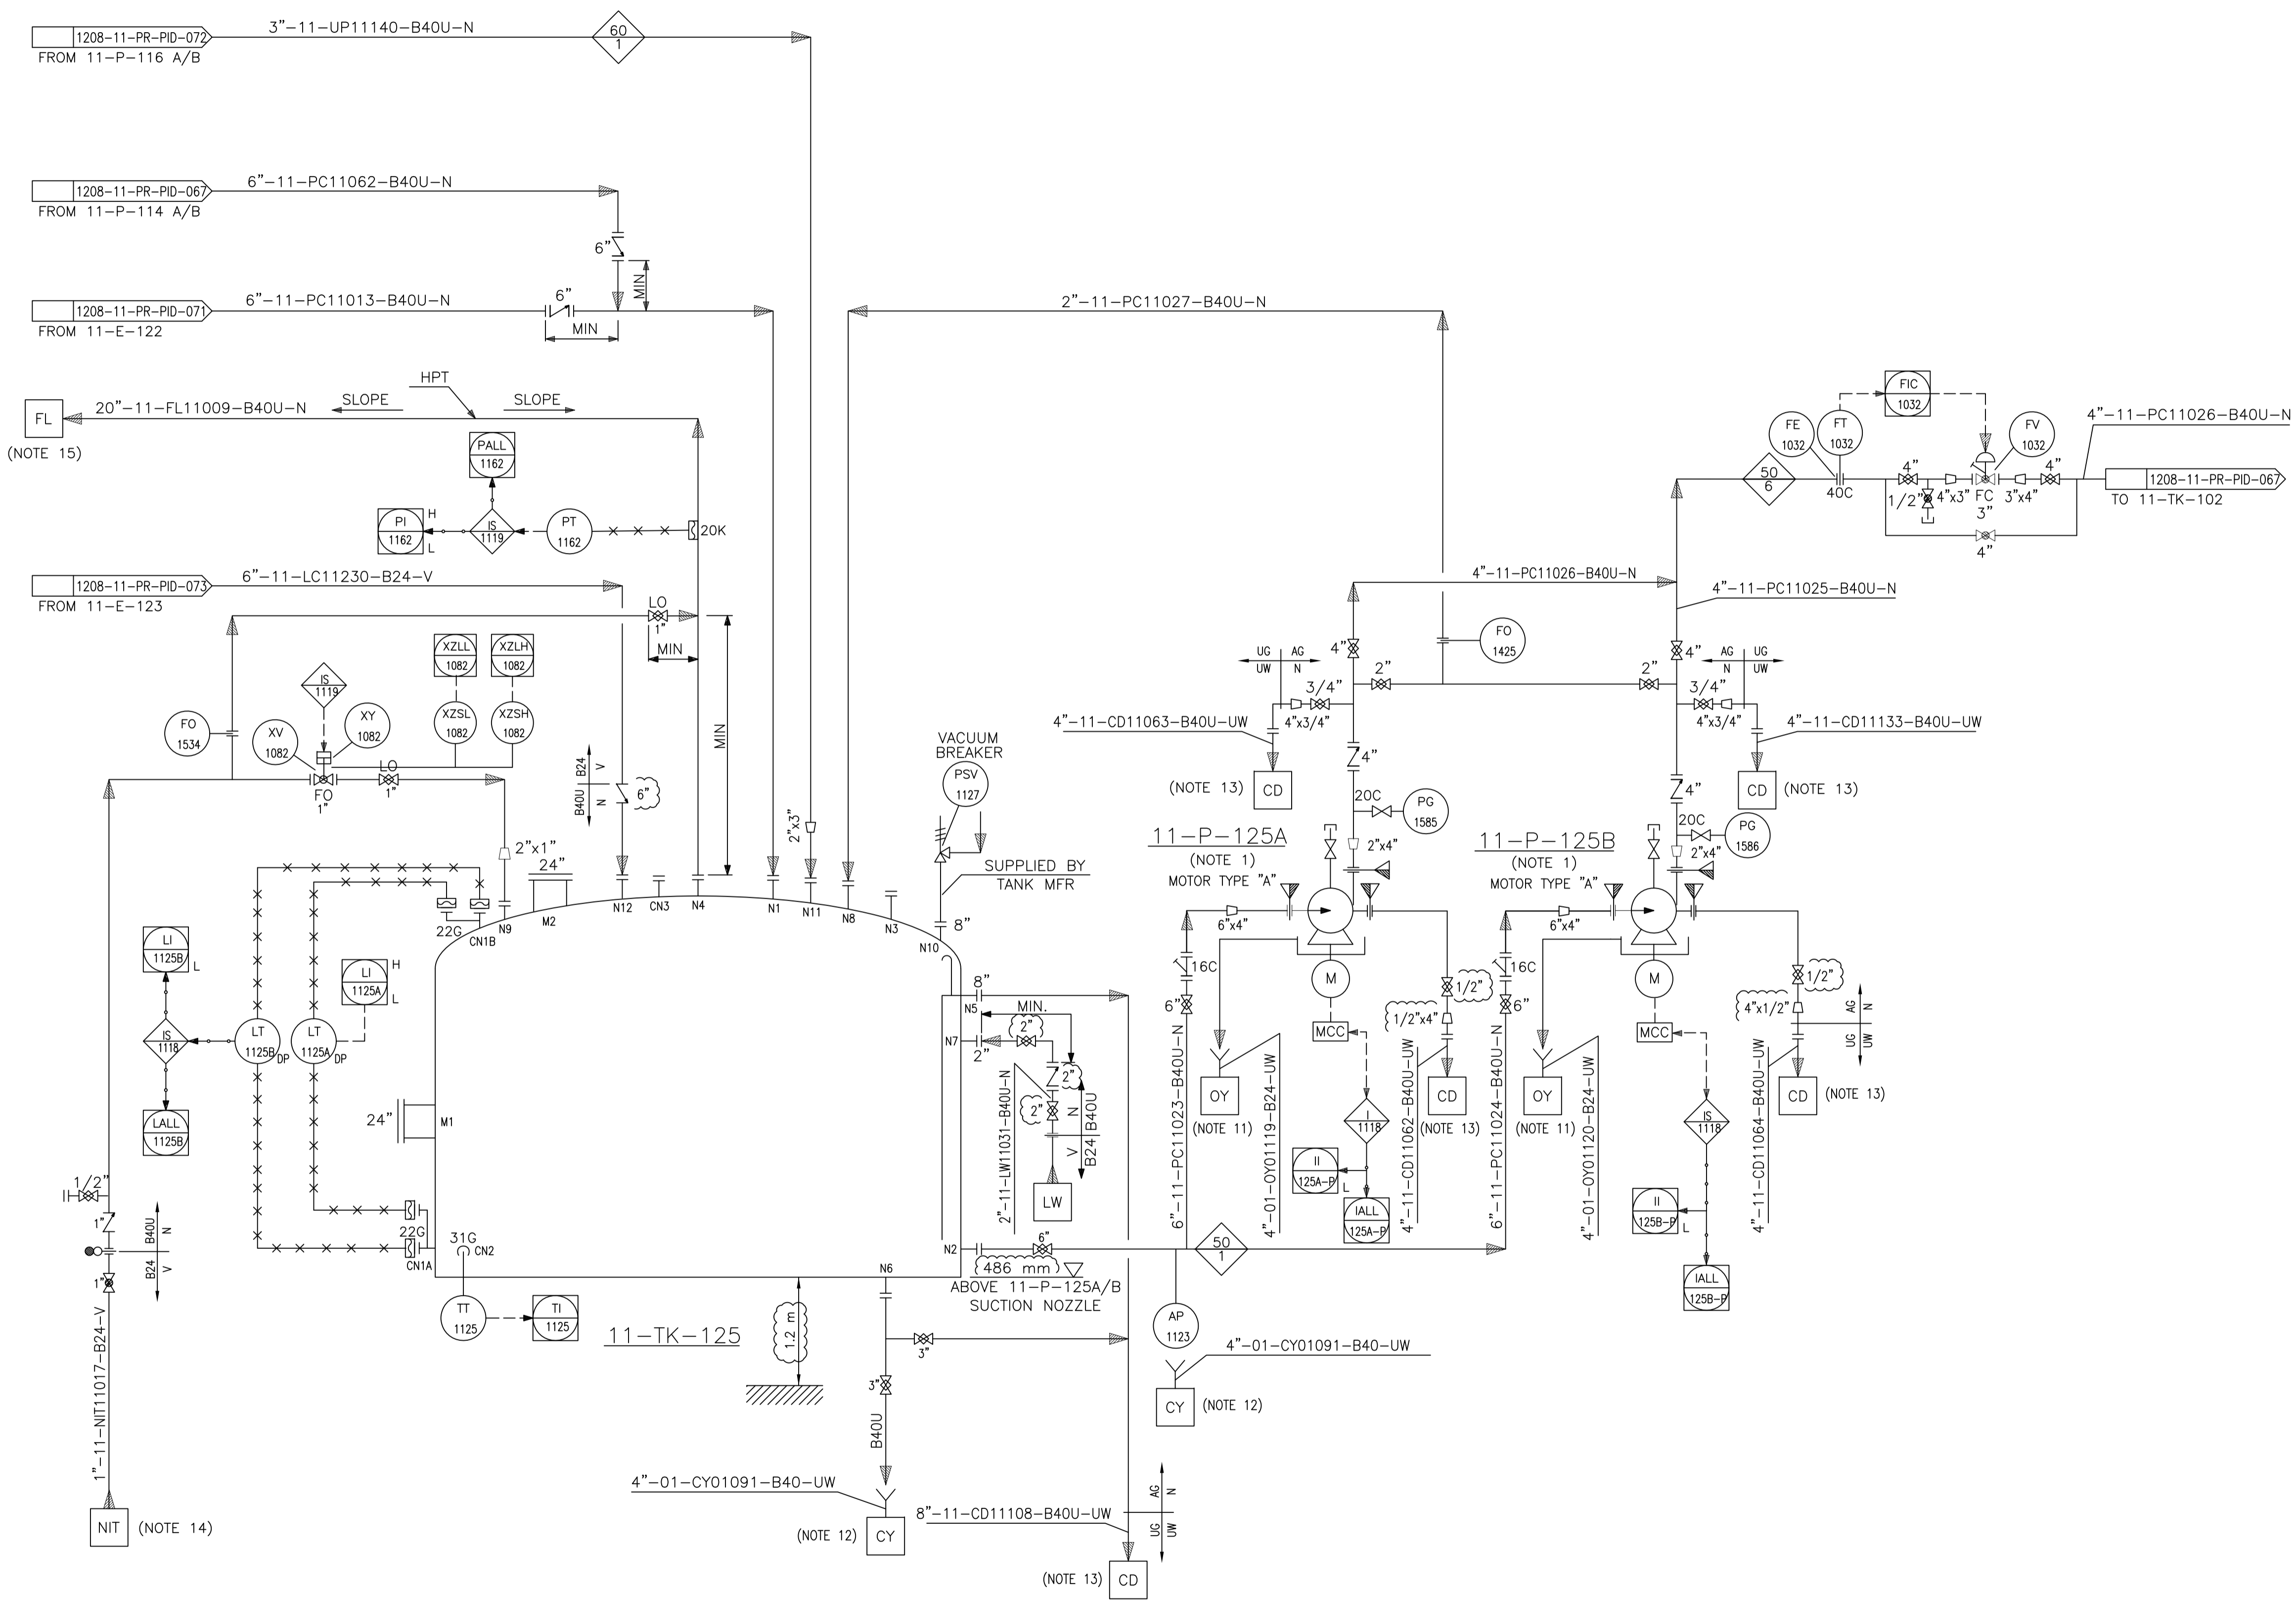 1208-11-PR-PID-072
FROM 11-P-116 A/B
3"-11-UP11140-B40U-N
60
1
1208-11-PR-PID-067
FROM 11-P-114 A/B
6"-11-PC11062-B40U-N
6"
MIN
1208-11-PR-PID-071
FROM 11-E-122
6"-11-PC11013-B40U-N
6"
MIN
2"-11-PC11027-B40U-N
HPT
SLOPE
SLOPE
FL
(NOTE 15)
20"-11-FL11009-B40U-N
PALL
1162
PI
1162
H
L
IS
1119
PT
1162
20K
1208-11-PR-PID-073
FROM 11-E-123
6"-11-LC11230-B24-V
LO
1"
MIN
MIN
XZLL
1082
XZLH
1082
XZSL
1082
XZSH
1082
IS
1119
XV
1082
XY
1082
FO
1534
FO
1"
LO
1"
B24
V
B40U
N
6"
2"x3"
VACUUM
BREAKER
PSV
1127
SUPPLIED BY
TANK MFR
8"
2"x1"
24"
M2
N12
CN3
N4
N1
N11
N8
N3
N10
N9
CN1B
22G
LI
1125B
L
LI
1125A
H
L
IS
1118
LT
1125B
DP
LT
1125A
DP
LALL
1125B
24"
M1
22G
CN1A
31G
CN2
TT
1125
TI
1125
11-TK-125
1.2 m
1/2"
1"
B40U
N
B24
V
1"
1"-11-NIT11017-B24-V
NIT
(NOTE 14)
N5
8"
MIN.
N7
2"
2"
2"
2"
2"-11-LW11031-B40U-N
N
B40U
V
B24
LW
N2
6"
486 mm
ABOVE 11-P-125A/B
SUCTION NOZZLE
N6
3"
3"
B40U
4"-01-CY01091-B40-UW
(NOTE 12)
CY
8"-11-CD11108-B40U-UW
AG
N
UG
UW
(NOTE 13)
CD
50
1
AP
1123
4"-01-CY01091-B40-UW
CY
(NOTE 12)
FIC
1032
FE
1032
FT
1032
FV
1032
4"-11-PC11026-B40U-N
50
6
40C
4"
1/2"
4"x3"
FC
3"
3"x4"
4"
4"
1208-11-PR-PID-067
TO 11-TK-102
4"-11-PC11026-B40U-N
4"-11-PC11025-B40U-N
FO
1425
UG
AG
UW
N
4"
2"
2"
4"
AG
UG
N
UW
3/4"
4"x3/4"
3/4"
4"x3/4"
4"-11-CD11063-B40U-UW
4"-11-CD11133-B40U-UW
(NOTE 13)
CD
CD
(NOTE 13)
4"
4"
20C
PG
1585
2"x4"
20C
PG
1586
2"x4"
11-P-125A
(NOTE 1)
MOTOR TYPE "A"
11-P-125B
(NOTE 1)
MOTOR TYPE "A"
6"x4"
16C
6"
M
MCC
6"-11-PC11023-B40U-N
OY
(NOTE 11)
4"-01-OY01119-B24-UW
I
1118
II
125A-P
L
IALL
125A-P
1/2"
1/2"x4"
4"-11-CD11062-B40U-UW
CD
(NOTE 13)
6"x4"
16C
6"
M
MCC
6"-11-PC11024-B40U-N
OY
(NOTE 11)
4"-01-OY01120-B24-UW
IS
1118
II
125B-P
L
IALL
125B-P
1/2"
4"x1/2"
AG
N
UG
UW
4"-11-CD11064-B40U-UW
CD
(NOTE 13)